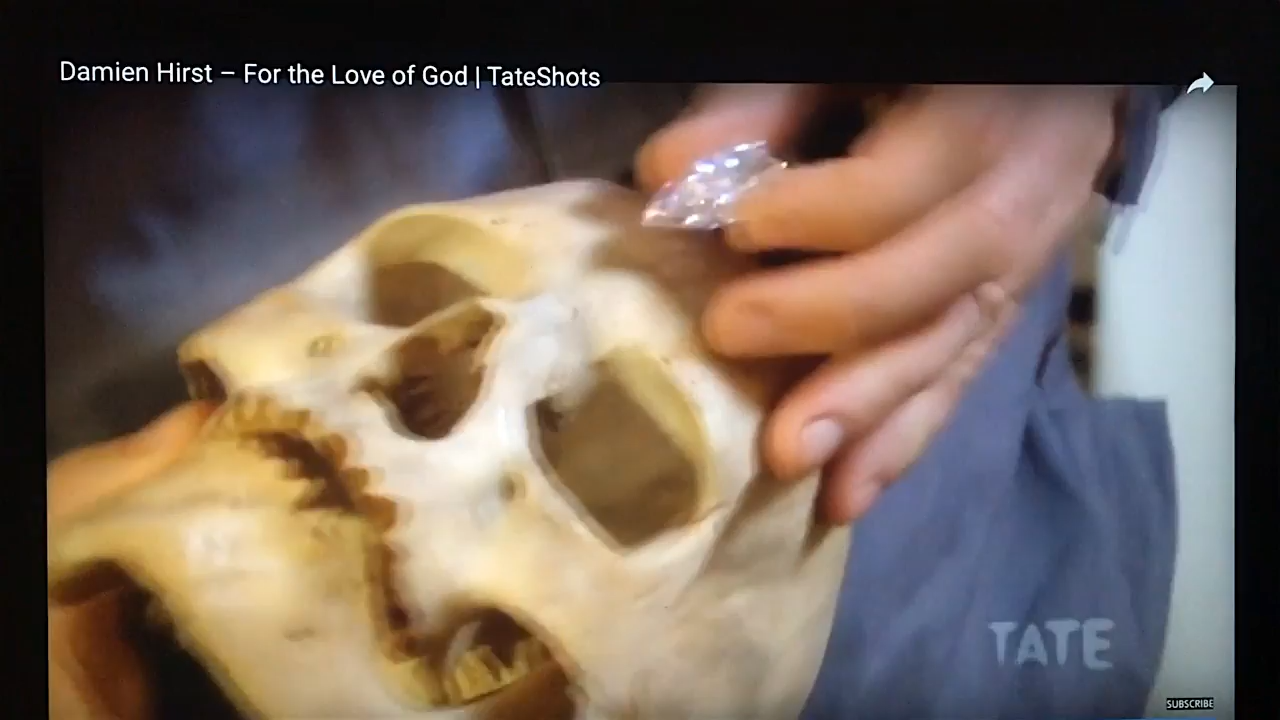 Damien Hirst – For the Love of God | TateShots
TATE
SUBSCRIBE